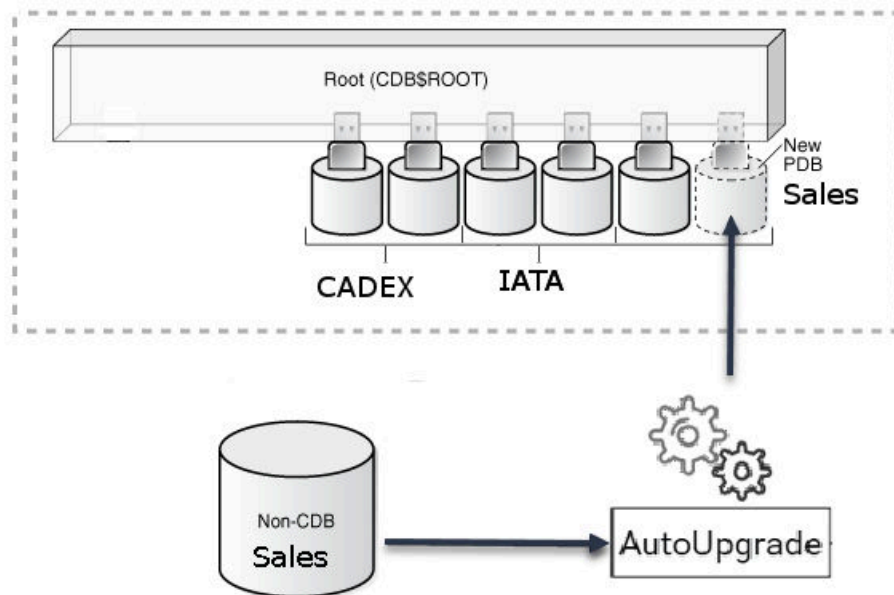 Root (CDB$ROOT)
New
PDB
Sales
CADEX
IATA
Non-CDB
Sales
AutoUpgrade